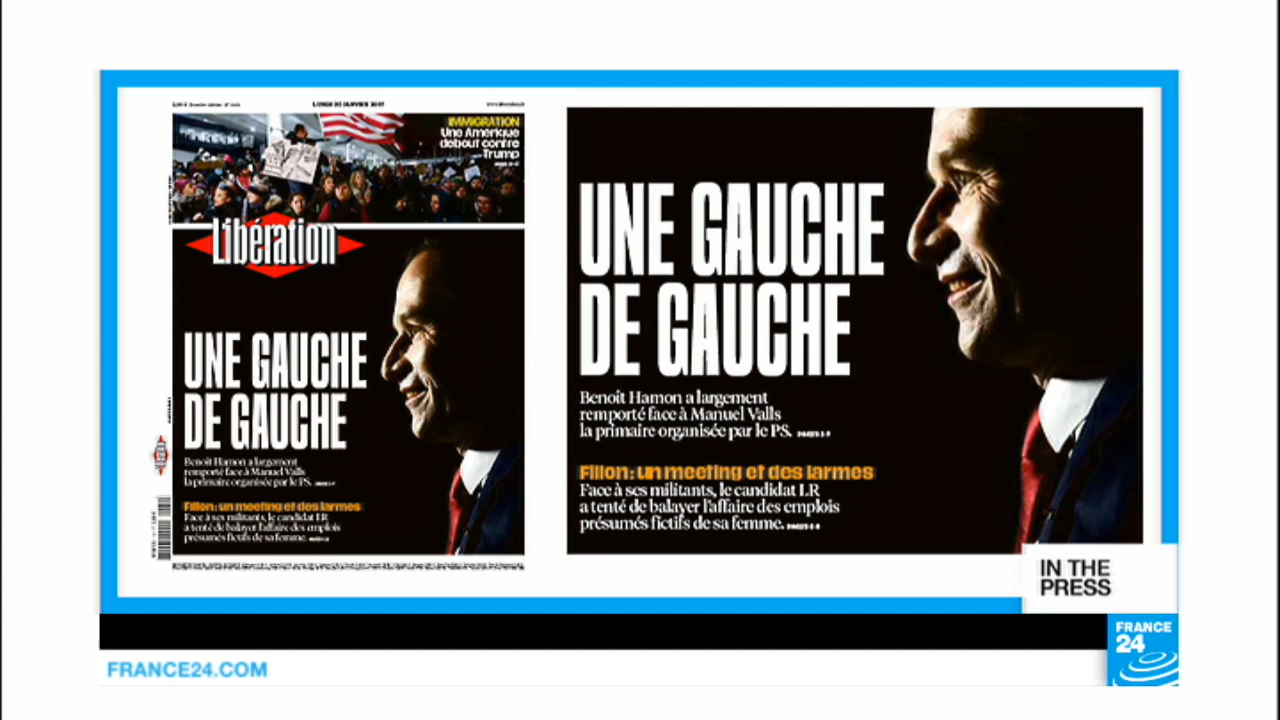 LUNDI 30 JANVIER 2017
IMMIGRATION
Une Amérique
debout contre
Trump
Libération
UNE GAUCHE
DE GAUCHE
Benoît Hamon a largement
remporté face à Manuel Valls
la primaire organisée par le PS.
Fillon: un meeting et des larmes
Face à ses militants, le candidat LR
a tenté de balayer l'affaire des emplois
présumés fictifs de sa femme.
UNE GAUCHE
DE GAUCHE
Benoît Hamon a largement
remporté face à Manuel Valls
la primaire organisée par le PS.
Fillon: un meeting et des larmes
Face à ses militants, le candidat LR
a tenté de balayer l'affaire des emplois
présumés fictifs de sa femme.
IN THE
PRESS
FRANCE
24
FRANCE24.COM